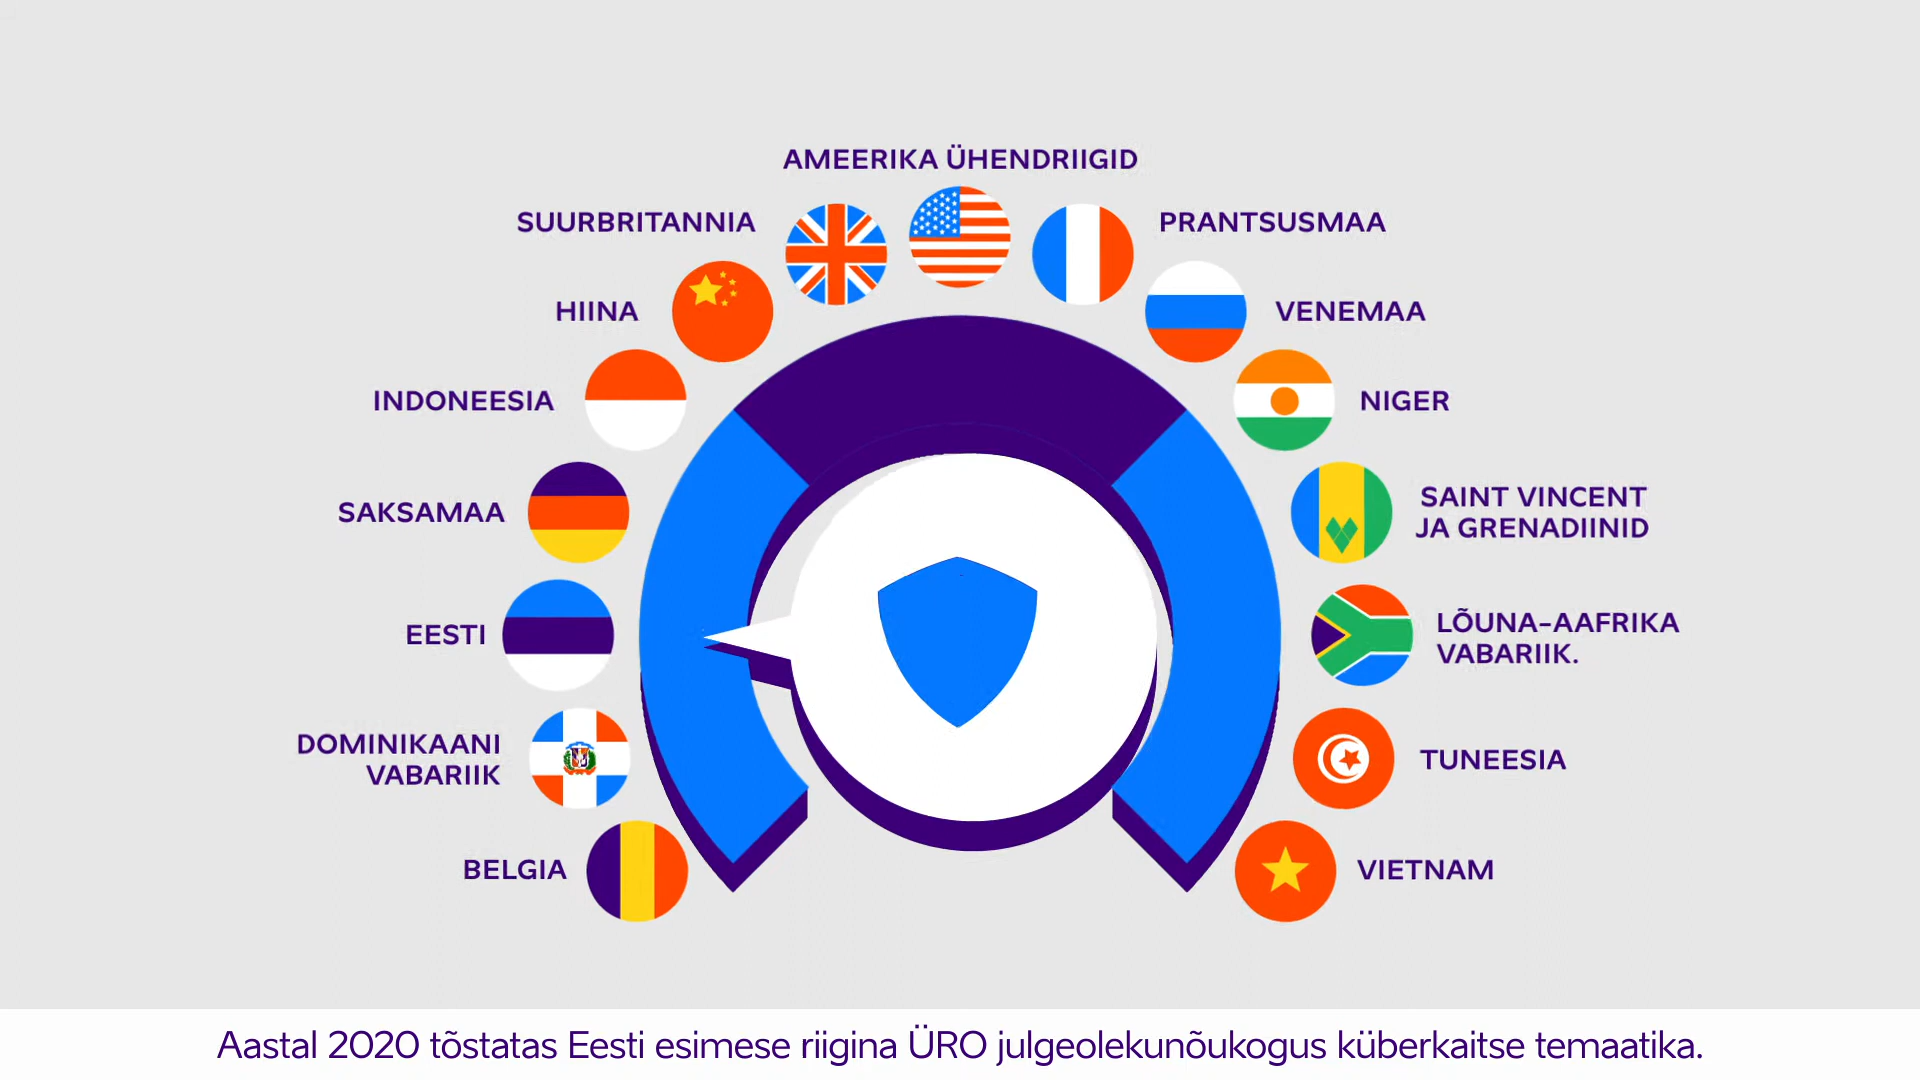 AMEERIKA ÜHENDRIIGID
SUURBRITANNIA
PRANTSUSMAA
HIINA
VENEMAA
INDONEESIA
NIGER
SAKSAMAA
SAINT VINCENT
JA GRENADIINID
EESTI
LÕUNA-AAFRIKA
VABARIIK.
DOMINIKAANI
VABARIIK
TUNEESIA
BELGIA
VIETNAM
Aastal 2020 tõstatas Eesti esimese riigina ÜRO julgeolekunõukogus küberkaitse temaatika.